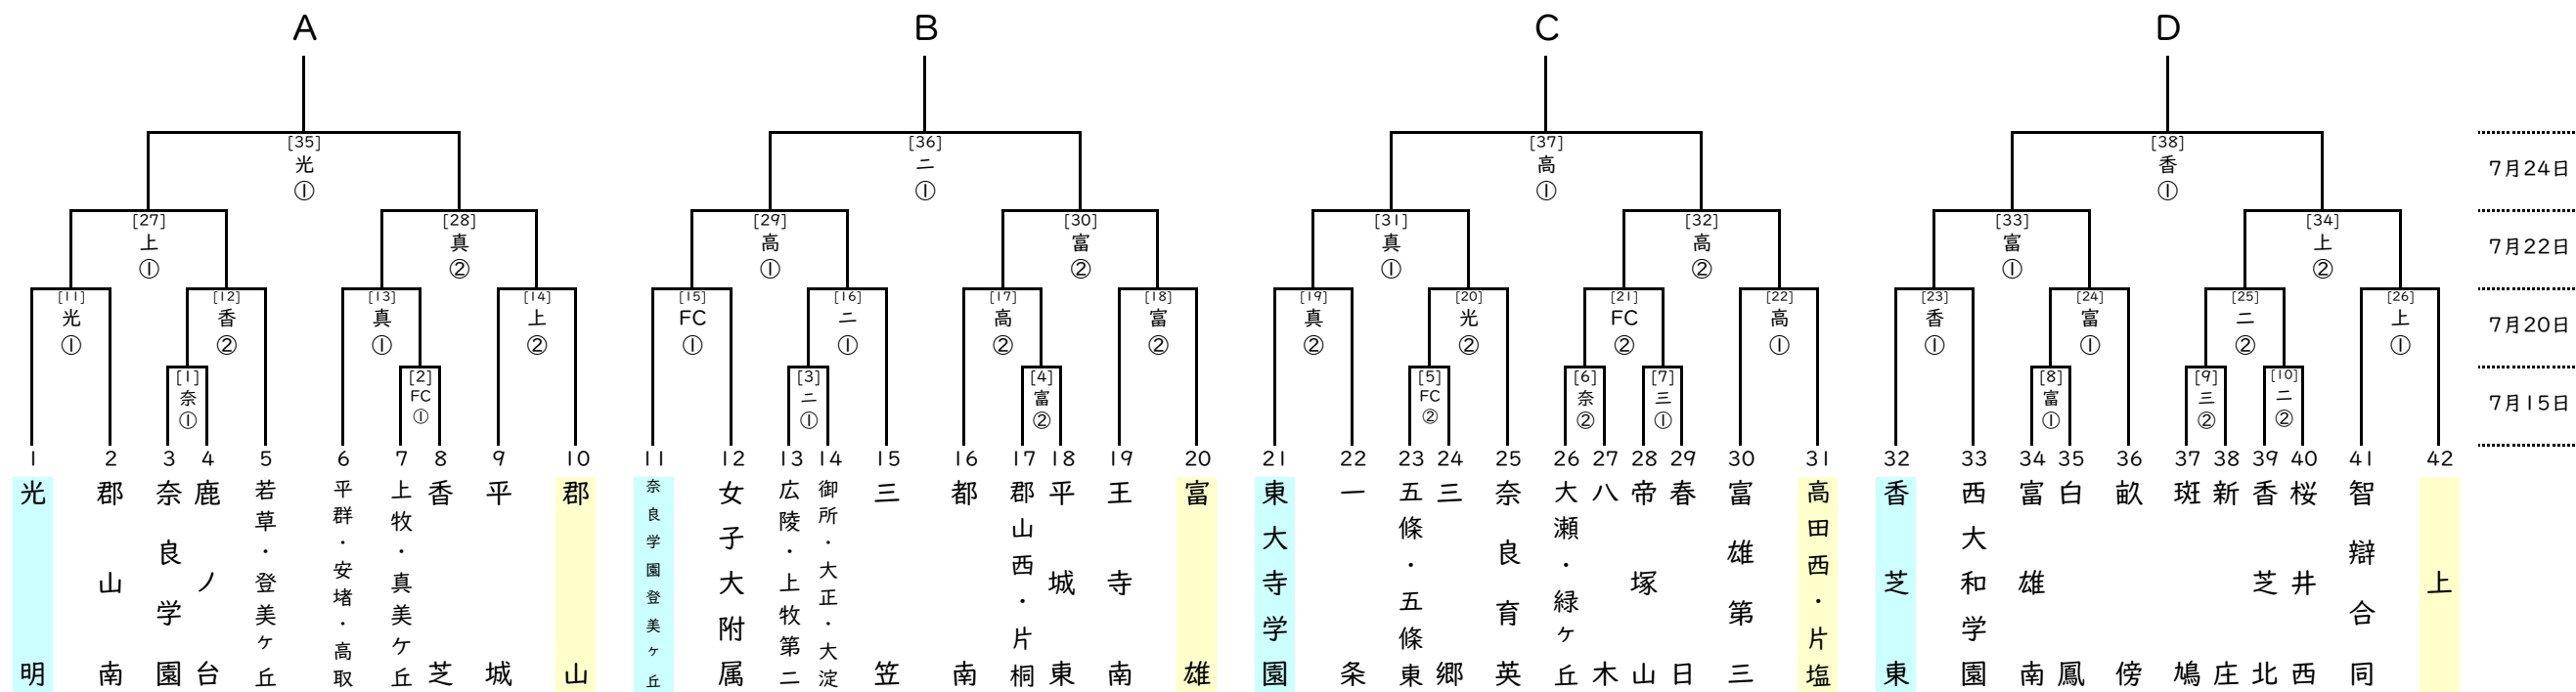 A
B
C
D
[35]
光
①
[36]
二
①
[37]
高
①
[38]
香
①
7月24日
[27]
上
①
[28]
真
②
[29]
高
①
[30]
富
②
[31]
真
①
[32]
高
②
[33]
富
①
[34]
上
②
7月22日
[11]
光
①
[12]
香
②
[13]
真
①
[14]
上
②
[15]
FC
①
[16]
二
①
[17]
高
②
[18]
富
②
[19]
真
②
[20]
光
②
[21]
FC
②
[22]
高
①
[23]
香
①
[24]
富
①
[25]
二
②
[26]
上
①
7月20日
[1]
奈
①
[2]
FC
①
[3]
二
①
[4]
富
②
[5]
FC
②
[6]
奈
②
[7]
三
①
[8]
富
①
[9]
三
②
[10]
二
②
7月15日
1
光明
2
郡山南
3
奈良学園
4
鹿ノ台
5
若草・登美ケ丘
6
平群・安堵・高取
7
上牧・真美ケ丘
8
香芝
9
平城
10
郡山
11
奈良学園登美ヶ丘
12
女子大附属
13
広陵・上牧第二
14
御所・大正・大淀
15
三笠
16
都南
17
郡山西・片桐
18
平城東
19
王寺南
20
富雄
21
東大寺学園
22
一条
23
五條・五條東
24
三郷
25
奈良育英
26
大瀬・緑ケ丘
27
八木
28
帝塚山
29
春日
30
富雄第三
31
高田西・片塩
32
香芝東
33
西大和学園
34
富雄南
35
白鳳
36
畝傍
37
斑鳩
38
新庄
39
香芝北
40
桜井西
41
智辯合同
42
上